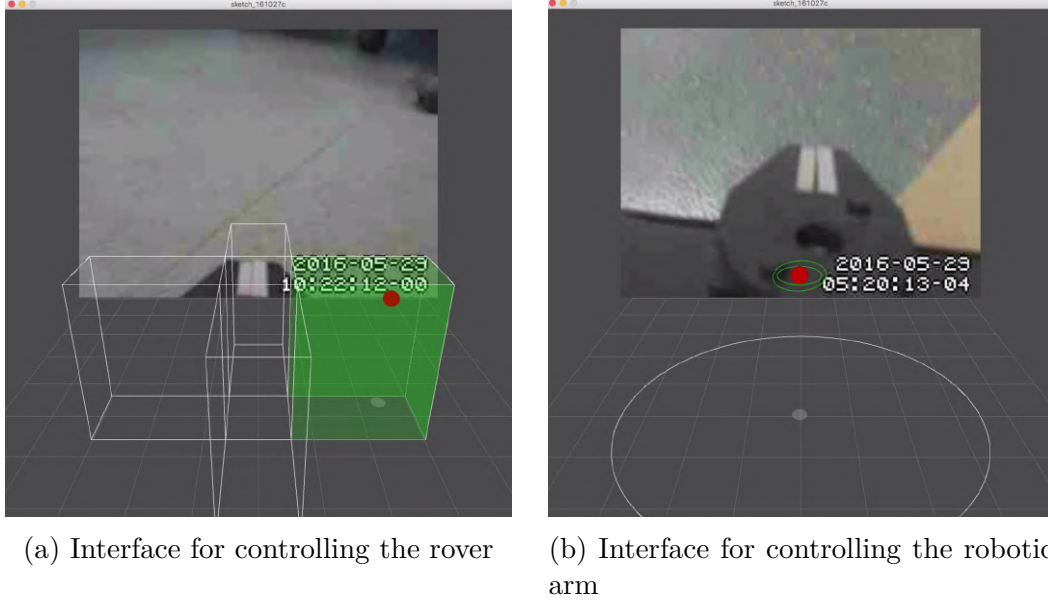 sketch_161027c
2016-05-29
10:22:12-00
(a) Interface for controlling the rover
sketch_161027c
2016-05-29
05:20:13-04
(b) Interface for controlling the robotic
arm